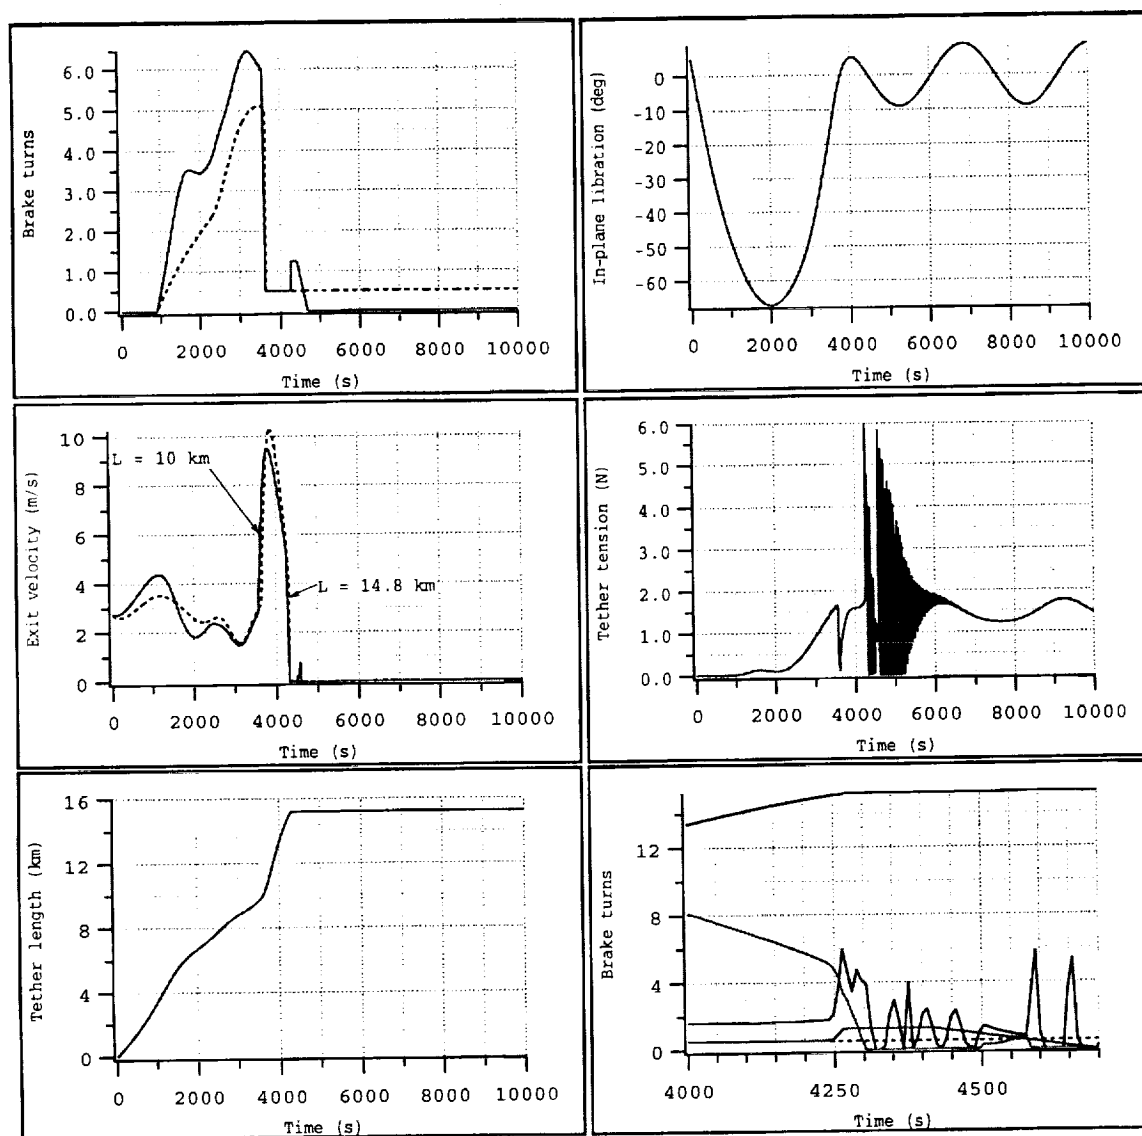 Brake turns
6.0
5.0
4.0
3.0
2.0
1.0
0.0
0 2000 4000 6000 8000 10000
Time (s)
In-plane libration (deg)
0
-10
-20
-30
-40
-50
-60
0 2000 4000 6000 8000 10000
Time (s)
Exit velocity (m/s)
10
8
6
4
2
0
L = 10 km
L = 14.8 km
0 2000 4000 6000 8000 10000
Time (s)
Tether tension (N)
6.0
5.0
4.0
3.0
2.0
1.0
0.0
0 2000 4000 6000 8000 10000
Time (s)
Tether length (km)
16
12
8
4
0
0 2000 4000 6000 8000 10000
Time (s)
Brake turns
12
8
4
0
4000 4250 4500
Time (s)